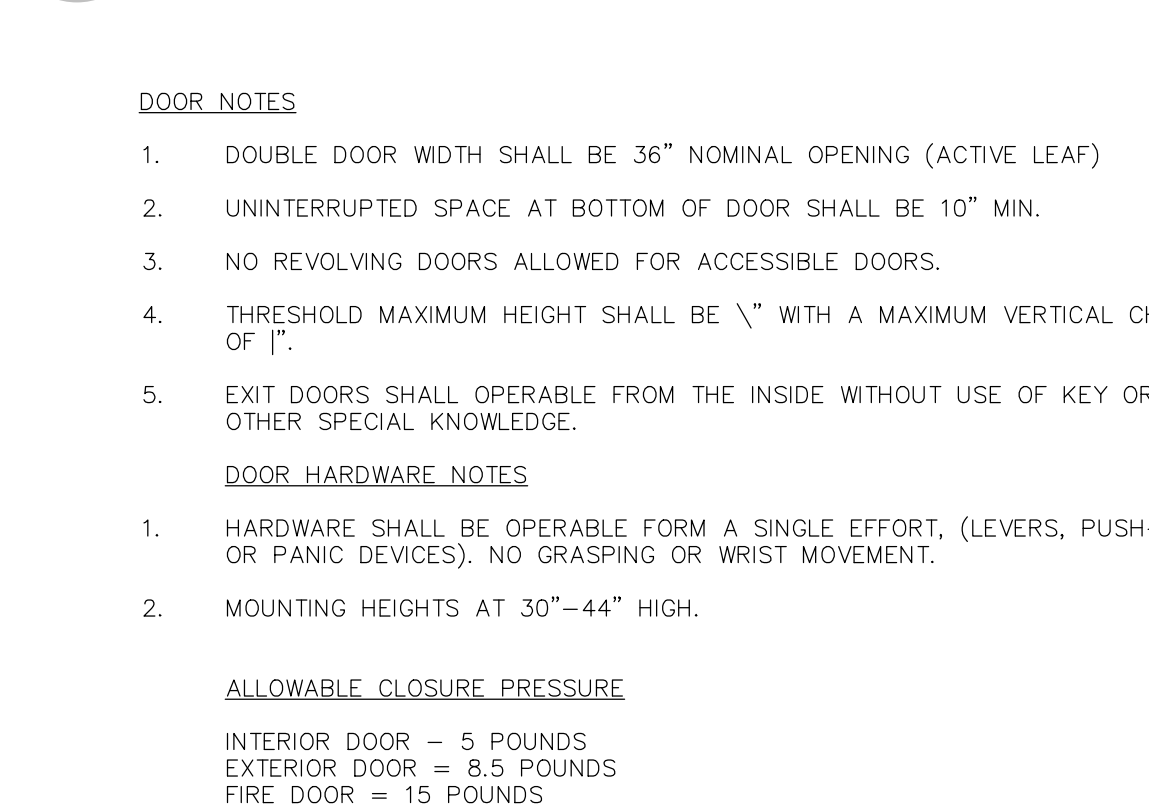 DOOR NOTES
1. DOUBLE DOOR WIDTH SHALL BE 36” NOMINAL OPENING (ACTIVE LEAF)
2. UNINTERRUPTED SPACE AT BOTTOM OF DOOR SHALL BE 10” MIN.
3. NO REVOLVING DOORS ALLOWED FOR ACCESSIBLE DOORS.
4. THRESHOLD MAXIMUM HEIGHT SHALL BE \” WITH A MAXIMUM VERTICAL
OF |”.
5. EXIT DOORS SHALL OPERABLE FROM THE INSIDE WITHOUT USE OF KEY OR
OTHER SPECIAL KNOWLEDGE.
DOOR HARDWARE NOTES
1. HARDWARE SHALL BE OPERABLE FORM A SINGLE EFFORT, (LEVERS, PUSH-
OR PANIC DEVICES). NO GRASPING OR WRIST MOVEMENT.
2. MOUNTING HEIGHTS AT 30”–44” HIGH.
ALLOWABLE CLOSURE PRESSURE
INTERIOR DOOR – 5 POUNDS
EXTERIOR DOOR = 8.5 POUNDS
FIRE DOOR = 15 POUNDS